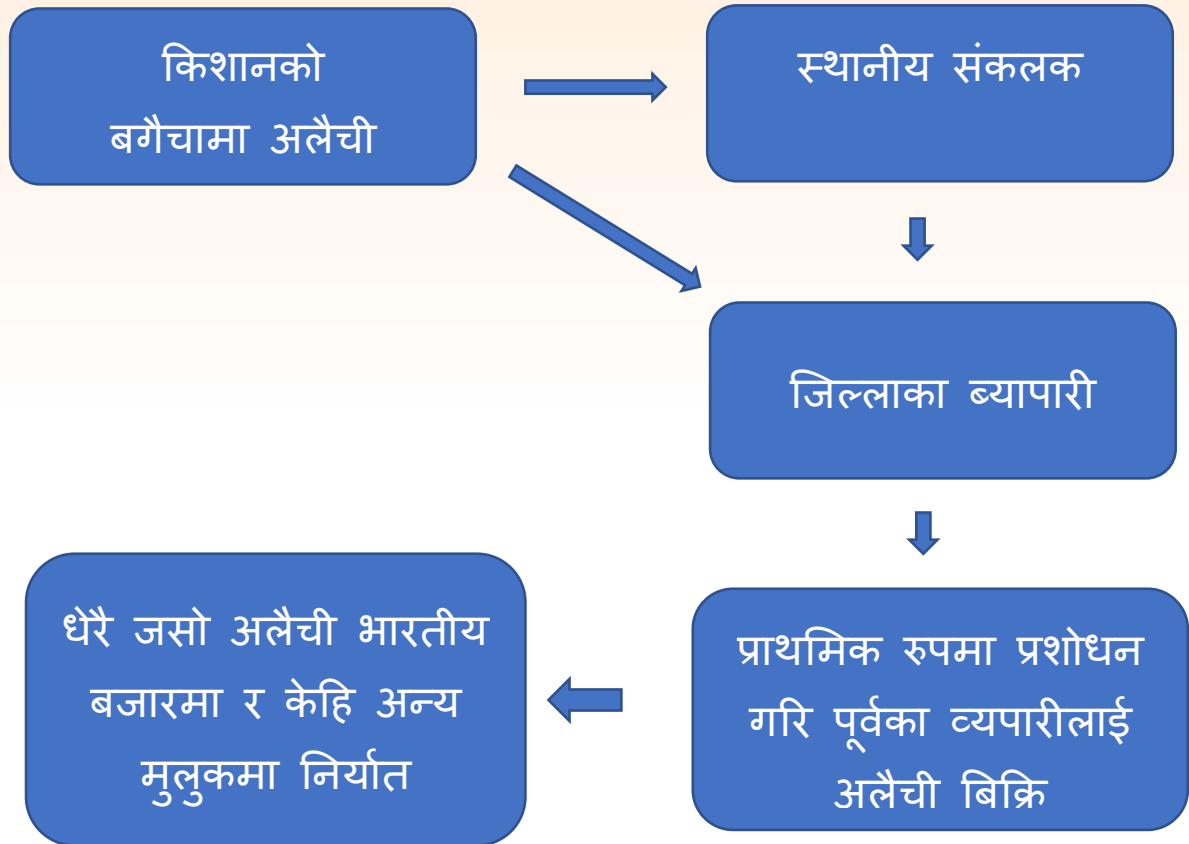 किशानको
बगैचामा अलैची
स्थानीय संकलक
जिल्लाका ब्यापारी
प्राथमिक रुपमा प्रशोधन
गरि पूर्वका व्यपारीलाई
अलैची बिक्रि
धेरै जसो अलैची भारतीय
बजारमा र केहि अन्य
मुलुकमा निर्यात